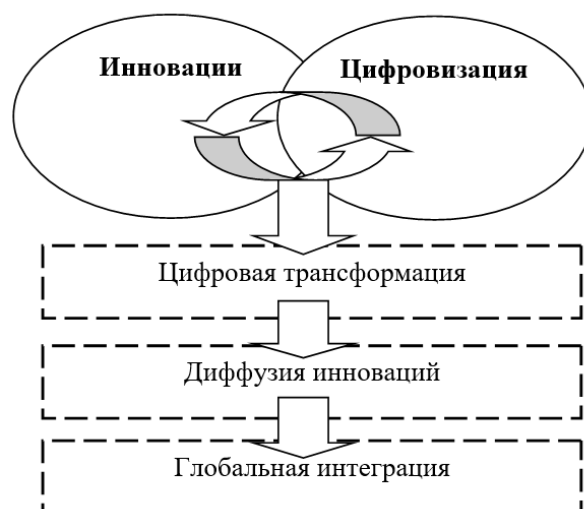 Инновации
Цифровизация
Цифровая трансформация
Диффузия инноваций
Глобальная интеграция